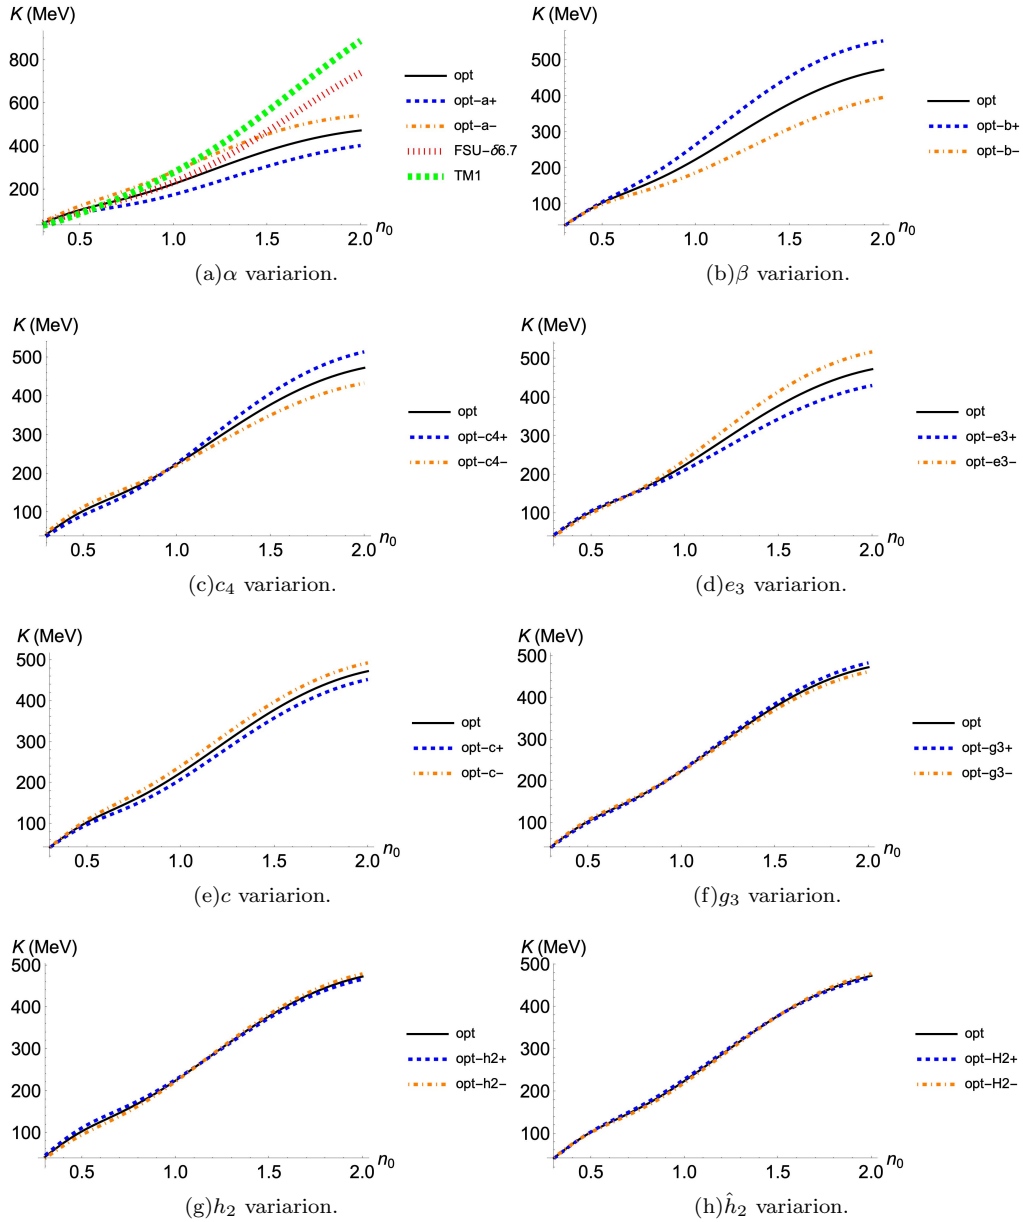 K (MeV)
800
600
400
200
0.5 1.0 1.5 2.0
n0
opt
opt-a+
opt-a-
FSU-δ6.7
TM1
(a)α variarion.
K (MeV)
500
400
300
200
100
0.5 1.0 1.5 2.0
n0
opt
opt-b+
opt-b-
(b)β variarion.
K (MeV)
500
400
300
200
100
0.5 1.0 1.5 2.0
n0
opt
opt-c4+
opt-c4-
(c)c4 variarion.
K (MeV)
500
400
300
200
100
0.5 1.0 1.5 2.0
n0
opt
opt-e3+
opt-e3-
(d)e3 variarion.
K (MeV)
500
400
300
200
100
0.5 1.0 1.5 2.0
n0
opt
opt-c+
opt-c-
(e)c variarion.
K (MeV)
500
400
300
200
100
0.5 1.0 1.5 2.0
n0
opt
opt-g3+
opt-g3-
(f)g3 variarion.
K (MeV)
500
400
300
200
100
0.5 1.0 1.5 2.0
n0
opt
opt-h2+
opt-h2-
(g)h2 variarion.
K (MeV)
500
400
300
200
100
0.5 1.0 1.5 2.0
n0
opt
opt-H2+
opt-H2-
(h)ĥ2 variarion.